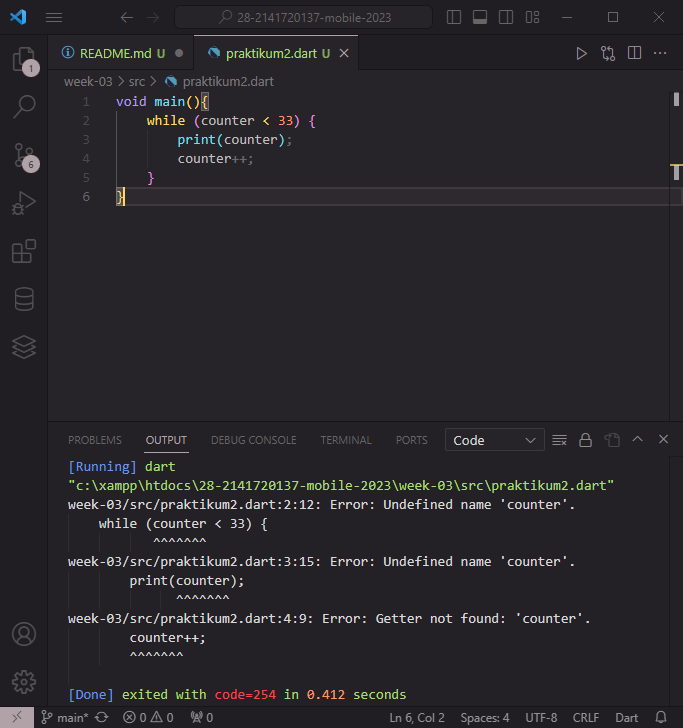 28-2141720137-mobile-2023
README.md U
praktikum2.dart U
week-03 > src > praktikum2.dart
1 void main(){
2 while (counter < 33) {
3 print(counter);
4 counter++;
5 }
6 }
1
6
PROBLEMS OUTPUT DEBUG CONSOLE TERMINAL PORTS Code
[Running] dart
"c:\xampp\htdocs\28-2141720137-mobile-2023\week-03\src\praktikum2.dart"
week-03/src/praktikum2.dart:2:12: Error: Undefined name 'counter'.
while (counter < 33) {
^^^^^^^
week-03/src/praktikum2.dart:3:15: Error: Undefined name 'counter'.
print(counter);
^^^^^^^
week-03/src/praktikum2.dart:4:9: Error: Getter not found: 'counter'.
counter++;
^^^^^^^
[Done] exited with code=254 in 0.412 seconds
main* 0 0 0 Ln 6, Col 2 Spaces: 4 UTF-8 CRLF Dart